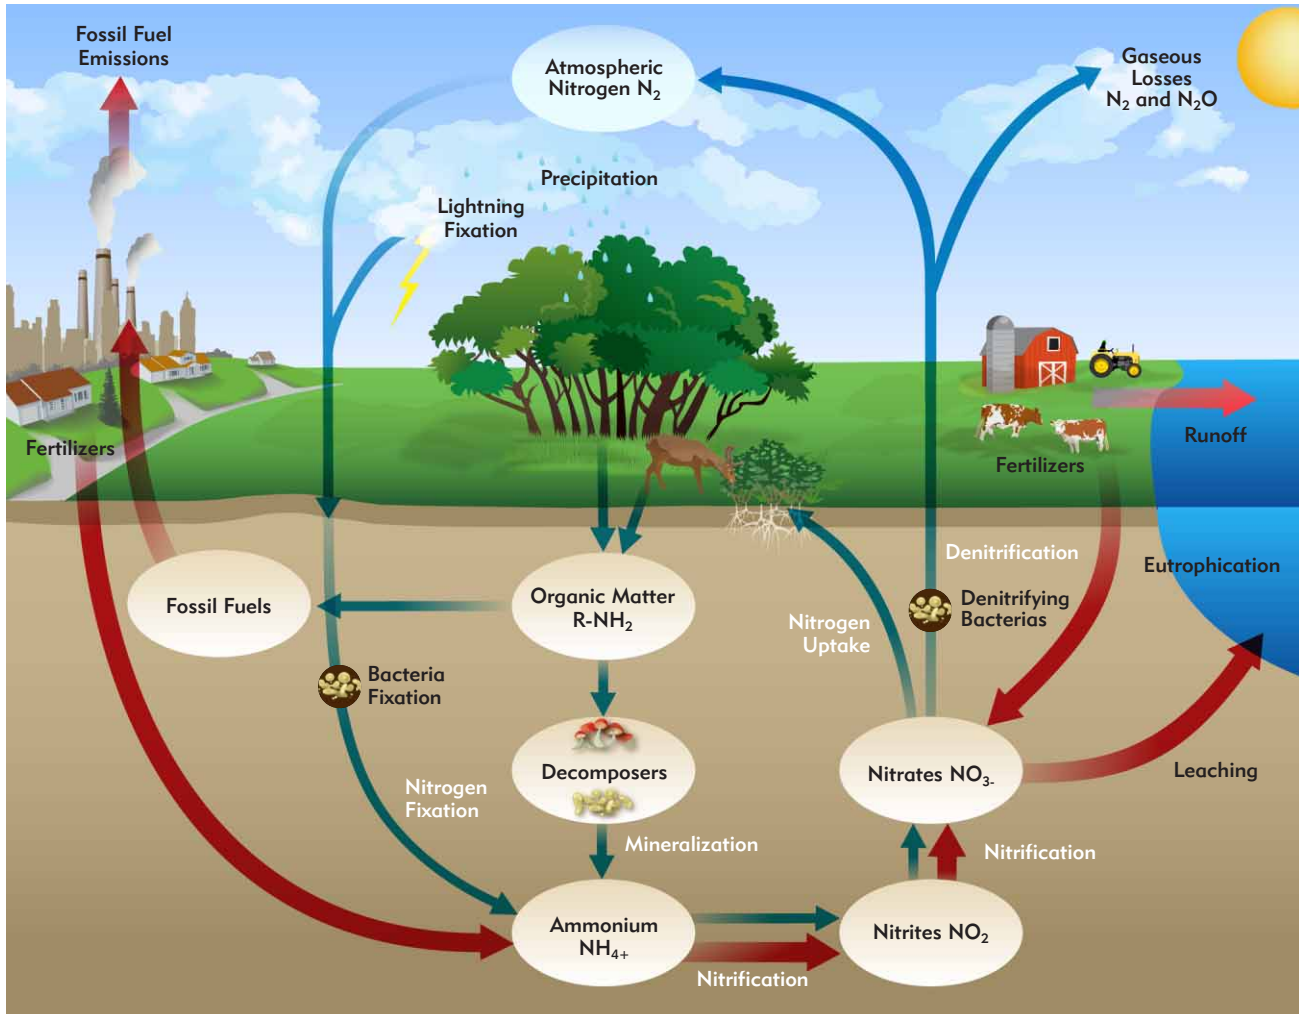 Fossil Fuel
Emissions
Atmospheric
Nitrogen N₂
Gaseous
Losses
N₂ and N₂O
Precipitation
Lightning
Fixation
Fertilizers
Fertilizers
Runoff
Eutrophication
Denitrification
Denitrifying
Bacterias
Nitrogen
Uptake
Fossil Fuels
Organic Matter
R-NH₂
Bacteria
Fixation
Decomposers
Nitrogen
Fixation
Mineralization
Nitrates NO₃₋
Leaching
Nitrification
Ammonium
NH₄₊
Nitrites NO₂
Nitrification